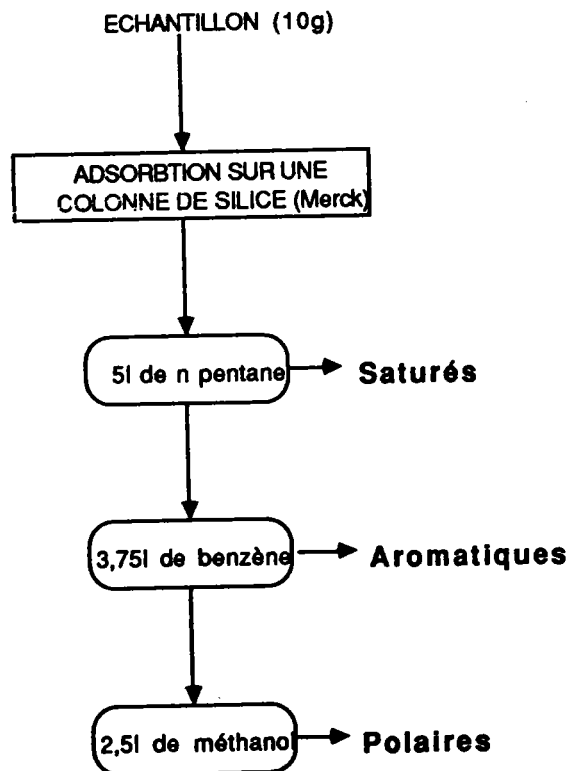 ECHANTILLON (10g)
ADSORBTION SUR UNE
COLONNE DE SILICE (Merck)
5l de n pentane
Saturés
3,75l de benzène
Aromatiques
2,5l de méthanol
Polaires